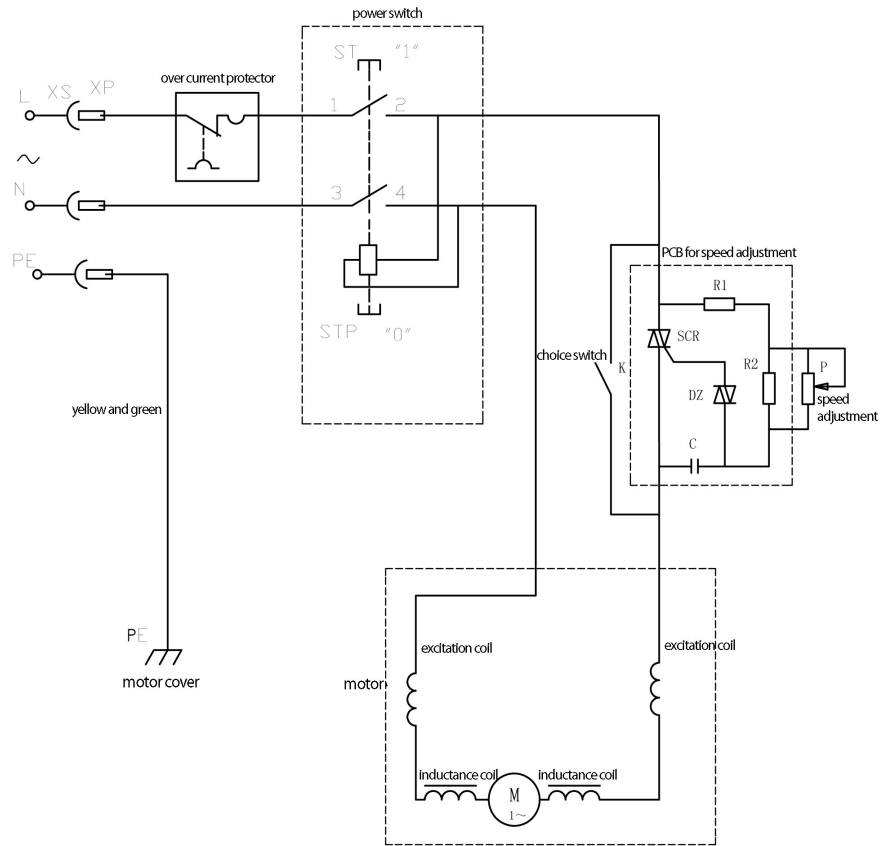 power switch
ST "1"
over current protector
L XS XP
1 2
N
3 4
PE
PCB for speed adjustment
R1
STP "0"
SCR
choice switch K
R2 P
DZ
speed
adjustment
yellow and green
C
PE
motor cover
excitation coil
excitation coil
motor
inductance coil
inductance coil
M
1~